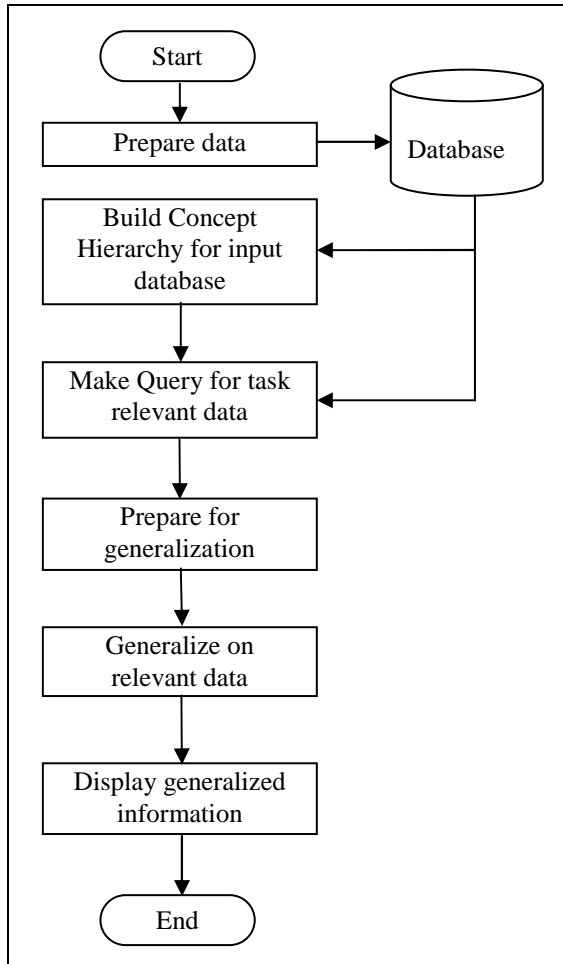 Start
Prepare data
Database
Build Concept
Hierarchy for input
database
Make Query for task
relevant data
Prepare for
generalization
Generalize on
relevant data
Display generalized
information
End